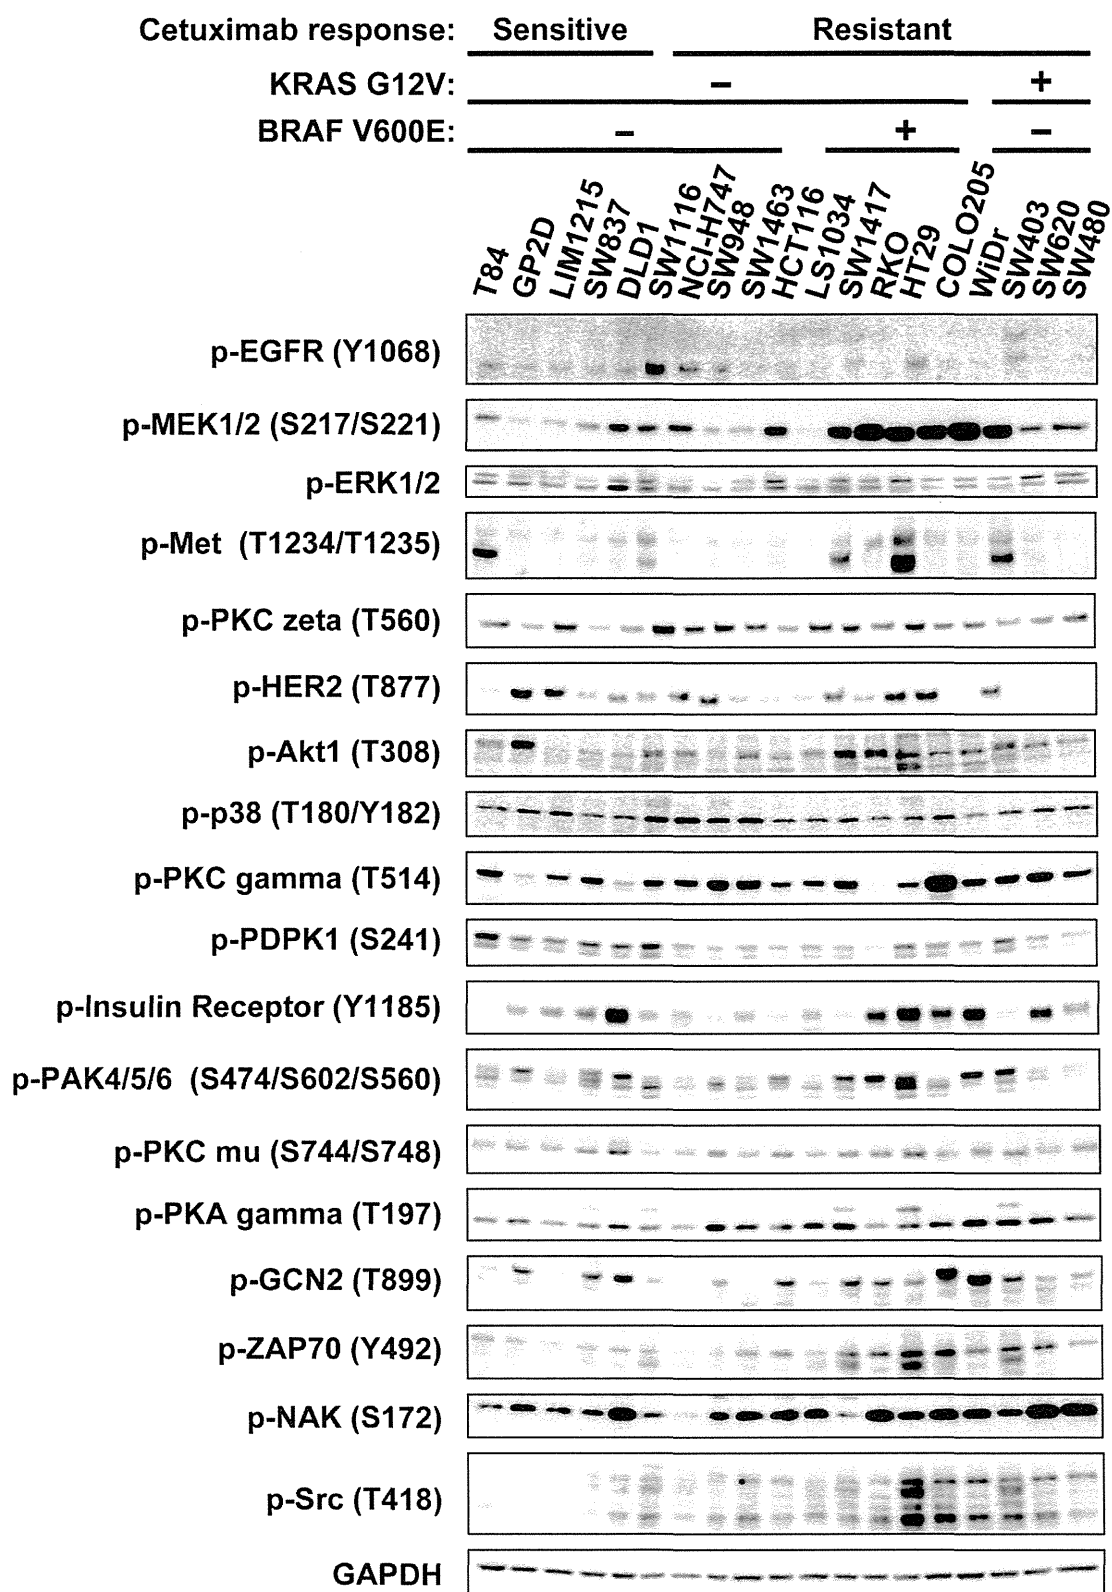 Cetuximab response: Sensitive Resistant
KRAS G12V: – +
BRAF V600E: – + –
T84 GP2D LIM1215 SW837 DLD1 SW1116 NCI-H747 SW948 SW1463 HCT116 LS1034 SW1417 RKO HT29 COLO205 WiDr SW403 SW620 SW480
p-EGFR (Y1068)
p-MEK1/2 (S217/S221)
p-ERK1/2
p-Met (T1234/T1235)
p-PKC zeta (T560)
p-HER2 (T877)
p-Akt1 (T308)
p-p38 (T180/Y182)
p-PKC gamma (T514)
p-PDPK1 (S241)
p-Insulin Receptor (Y1185)
p-PAK4/5/6 (S474/S602/S560)
p-PKC mu (S744/S748)
p-PKA gamma (T197)
p-GCN2 (T899)
p-ZAP70 (Y492)
p-NAK (S172)
p-Src (T418)
GAPDH